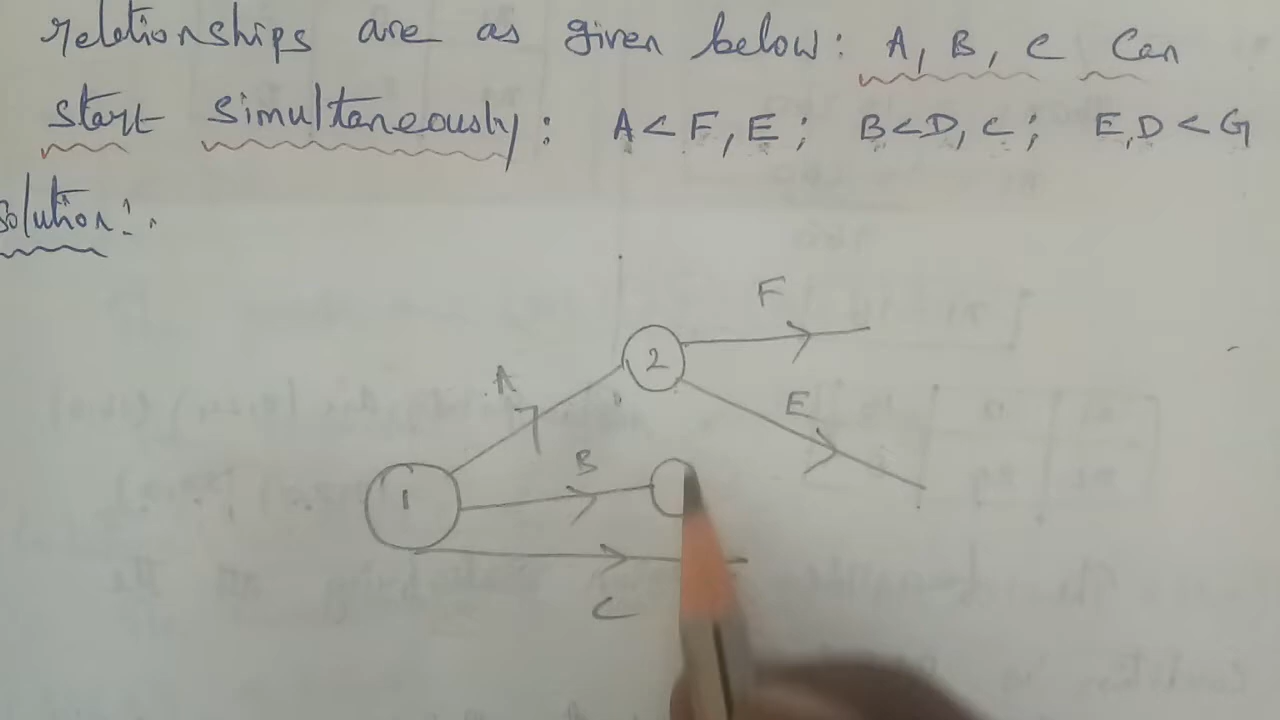 relationships are as given below: A, B, C Can
start simultaneously: A<F, E; B<D, C; E,D<G
solution:
F
A
2
E
B
1
C